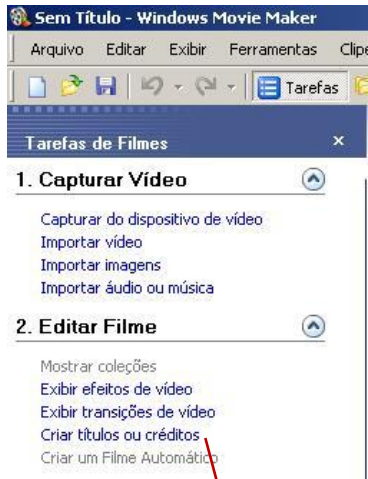 Sem Título - Windows Movie Maker
Arquivo Editar Exibir Ferramentas Clipe
Tarefas
Tarefas de Filmes
1. Capturar Vídeo
Capturar do dispositivo de vídeo
Importar vídeo
Importar imagens
Importar áudio ou música
2. Editar Filme
Mostrar coleções
Exibir efeitos de vídeo
Exibir transições de vídeo
Criar títulos ou créditos
Criar um Filme Automático